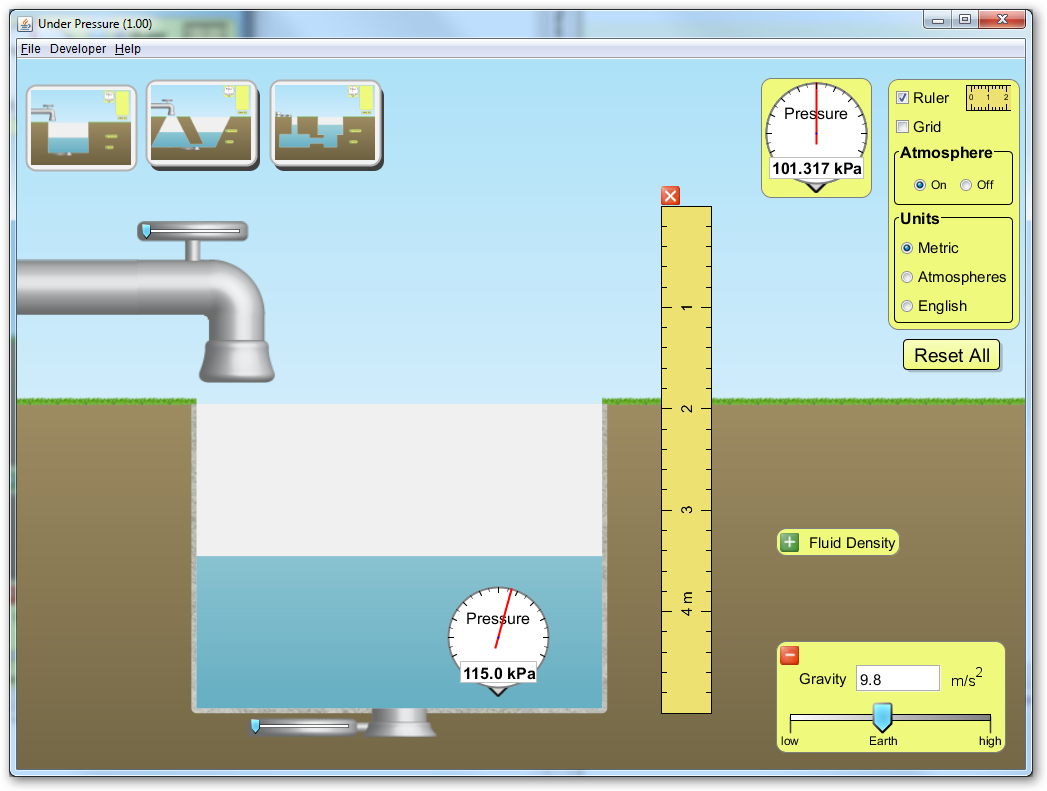 Under Pressure (1.00)
File Developer Help
Pressure
101.317 kPa
Ruler
0 1 2
Grid
Atmosphere
On Off
Units
Metric
Atmospheres
English
Reset All
1
2
3
4 m
Fluid Density
Pressure
115.0 kPa
Gravity 9.8 m/s2
low Earth high